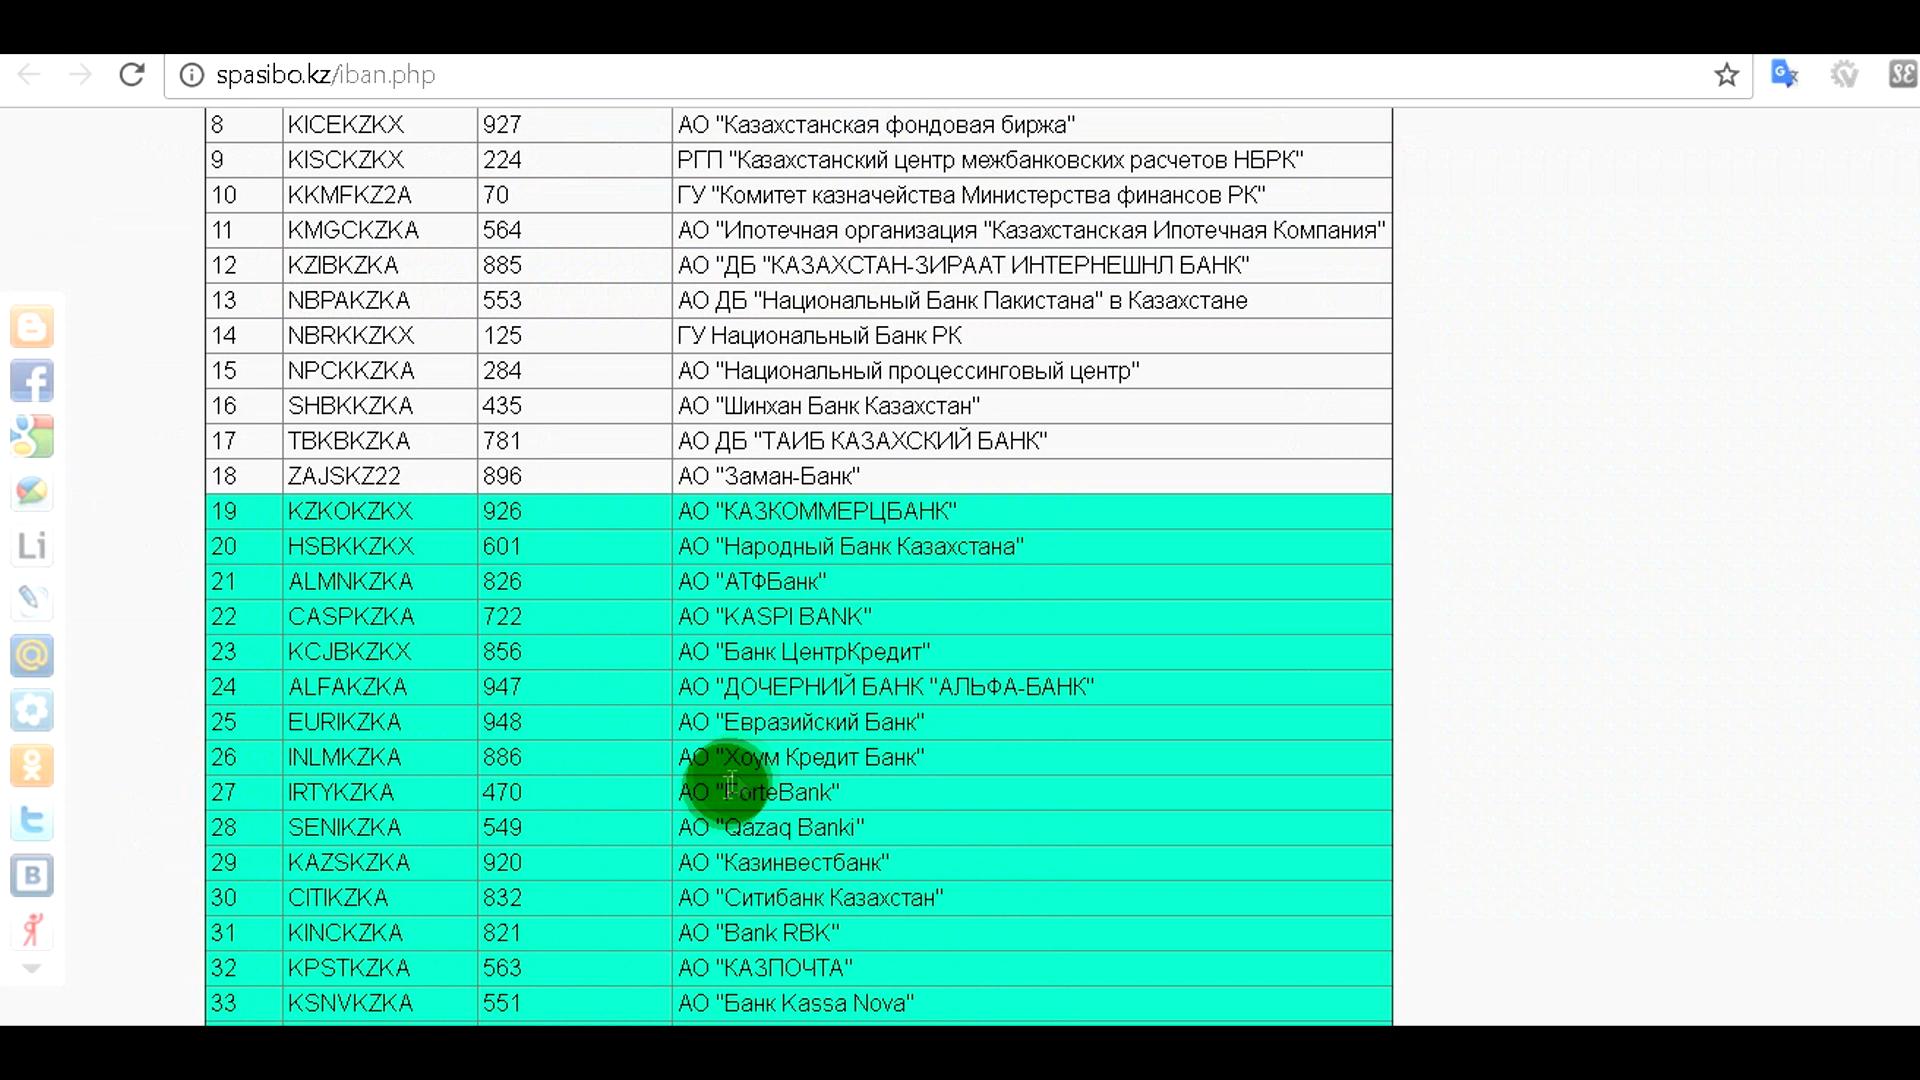 spasibo.kz/iban.php
8 KICEKZKX 927 АО "Казахстанская фондовая биржа"
9 KISCKZKX 224 РГП "Казахстанский центр межбанковских расчетов НБРК"
10 KKMFKZ2A 70 ГУ "Комитет казначейства Министерства финансов РК"
11 KMGCKZKA 564 АО "Ипотечная организация "Казахстанская Ипотечная Компания"
12 KZIBKZKA 885 АО "ДБ "КАЗАХСТАН-ЗИРААТ ИНТЕРНЕШНЛ БАНК"
13 NBPAKZKA 553 АО ДБ "Национальный Банк Пакистана" в Казахстане
14 NBRKKZKX 125 ГУ Национальный Банк РК
15 NPCKKZKA 284 АО "Национальный процессинговый центр"
16 SHBKKZKA 435 АО "Шинхан Банк Казахстан"
17 TBKBKZKA 781 АО ДБ "ТАИБ КАЗАХСКИЙ БАНК"
18 ZAJSKZ22 896 АО "Заман-Банк"
19 KZKOKZKX 926 АО "КАЗКОММЕРЦБАНК"
20 HSBKKZKX 601 АО "Народный Банк Казахстана"
21 ALMNKZKA 826 АО "АТФБанк"
22 CASPKZKA 722 АО "KASPI BANK"
23 KCJBKZKX 856 АО "Банк ЦентрКредит"
24 ALFAKZKA 947 АО "ДОЧЕРНИЙ БАНК "АЛЬФА-БАНК"
25 EURIKZKA 948 АО "Евразийский Банк"
26 INLMKZKA 886 АО "Хоум Кредит Банк"
27 IRTYKZKA 470 АО "ForteBank"
28 SENIKZKA 549 АО "Qazaq Banki"
29 KAZSKZKA 920 АО "Казинвестбанк"
30 CITIKZKA 832 АО "Ситибанк Казахстан"
31 KINCKZKA 821 АО "Bank RBK"
32 KPSTKZKA 563 АО "КАЗПОЧТА"
33 KSNVKZKA 551 АО "Банк Kassa Nova"
Li